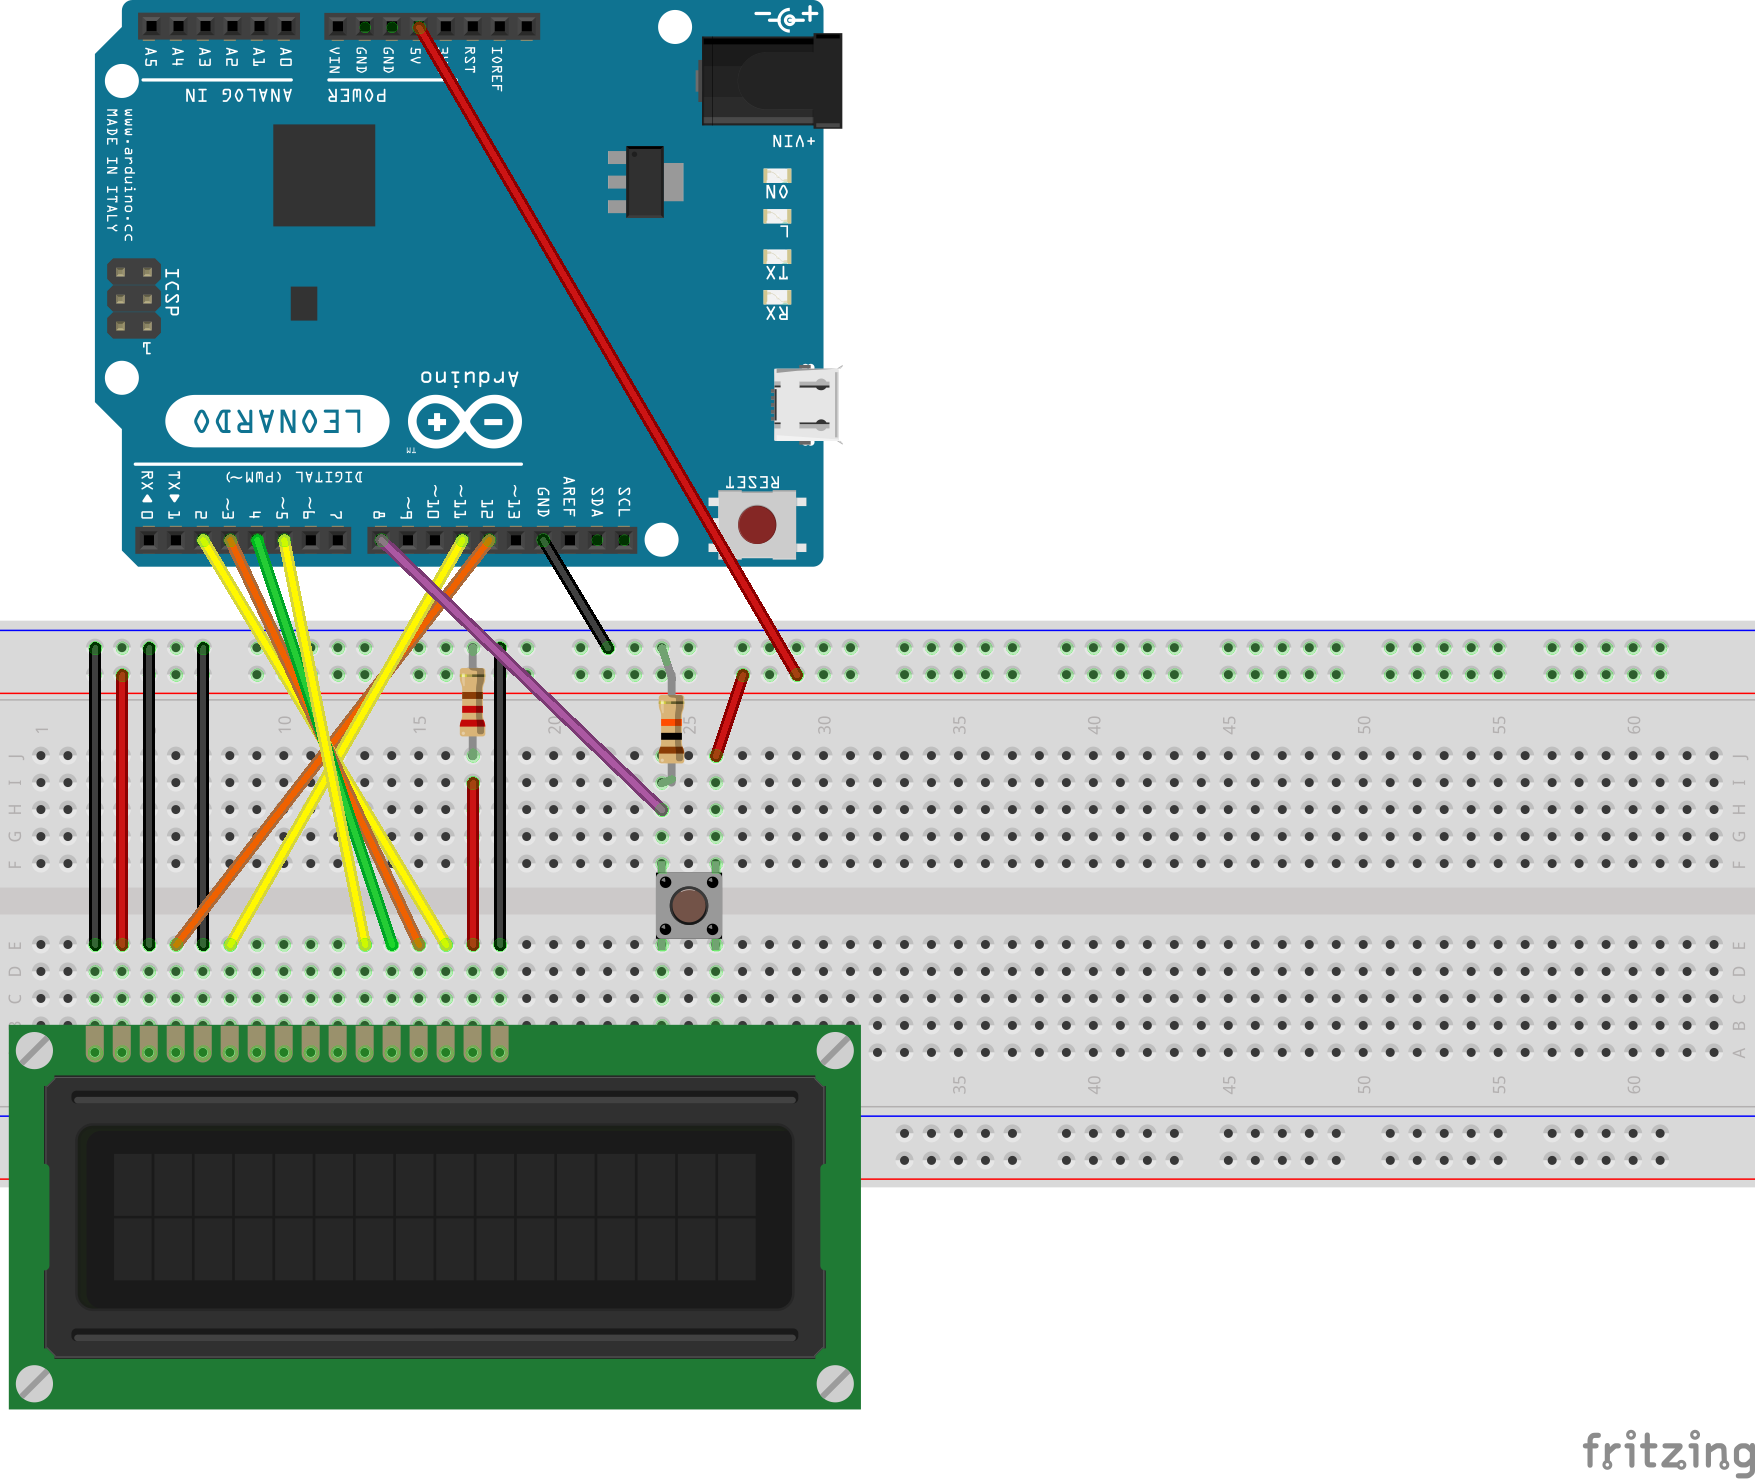 A5 A4 A3 A2 A1 A0
VIN GND GND 5V RST IOREF
ANALOG IN
POWER
+VIN
www.arduino.cc
MADE IN ITALY
ON
L
TX
RX
ICSP
1
Arduino
LEONARDO
TM
DIGITAL (PWM~)
RESET
RX 0
TX 1
2
~3
4
~5
~6
7
8
~9
~10
~11
12
~13
GND
AREF
SDA
SCL
1 10 15 20 25 30 35 40 45 50 55 60
J J
I I
H H
G G
F F
E E
D D
C C
B B
A
35 40 45 50 55 60
fritzing